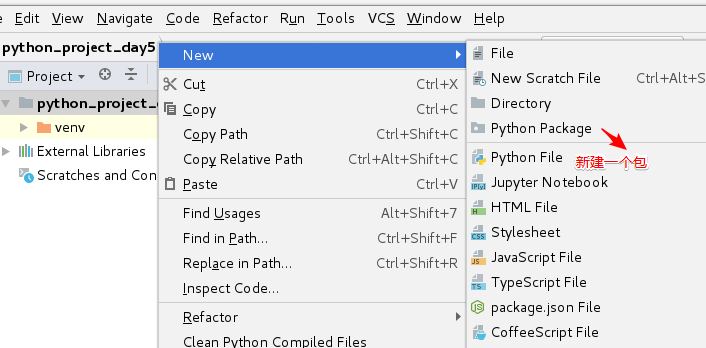 e Edit View Navigate Code Refactor Run Tools VCS Window Help
python_project_day5
Project
python_project_
venv
External Libraries
Scratches and Con
New
Cut Ctrl+X
Copy Ctrl+C
Copy Path Ctrl+Shift+C
Copy Relative Path Ctrl+Alt+Shift+C
Paste Ctrl+V
Find Usages Alt+Shift+7
Find in Path... Ctrl+Shift+F
Replace in Path... Ctrl+Shift+R
Inspect Code...
Refactor
Clean Python Compiled Files
File
New Scratch File Ctrl+Alt+S
Directory
Python Package
Python File
新建一个包
Jupyter Notebook
HTML File
Stylesheet
JavaScript File
TypeScript File
package.json File
CoffeeScript File